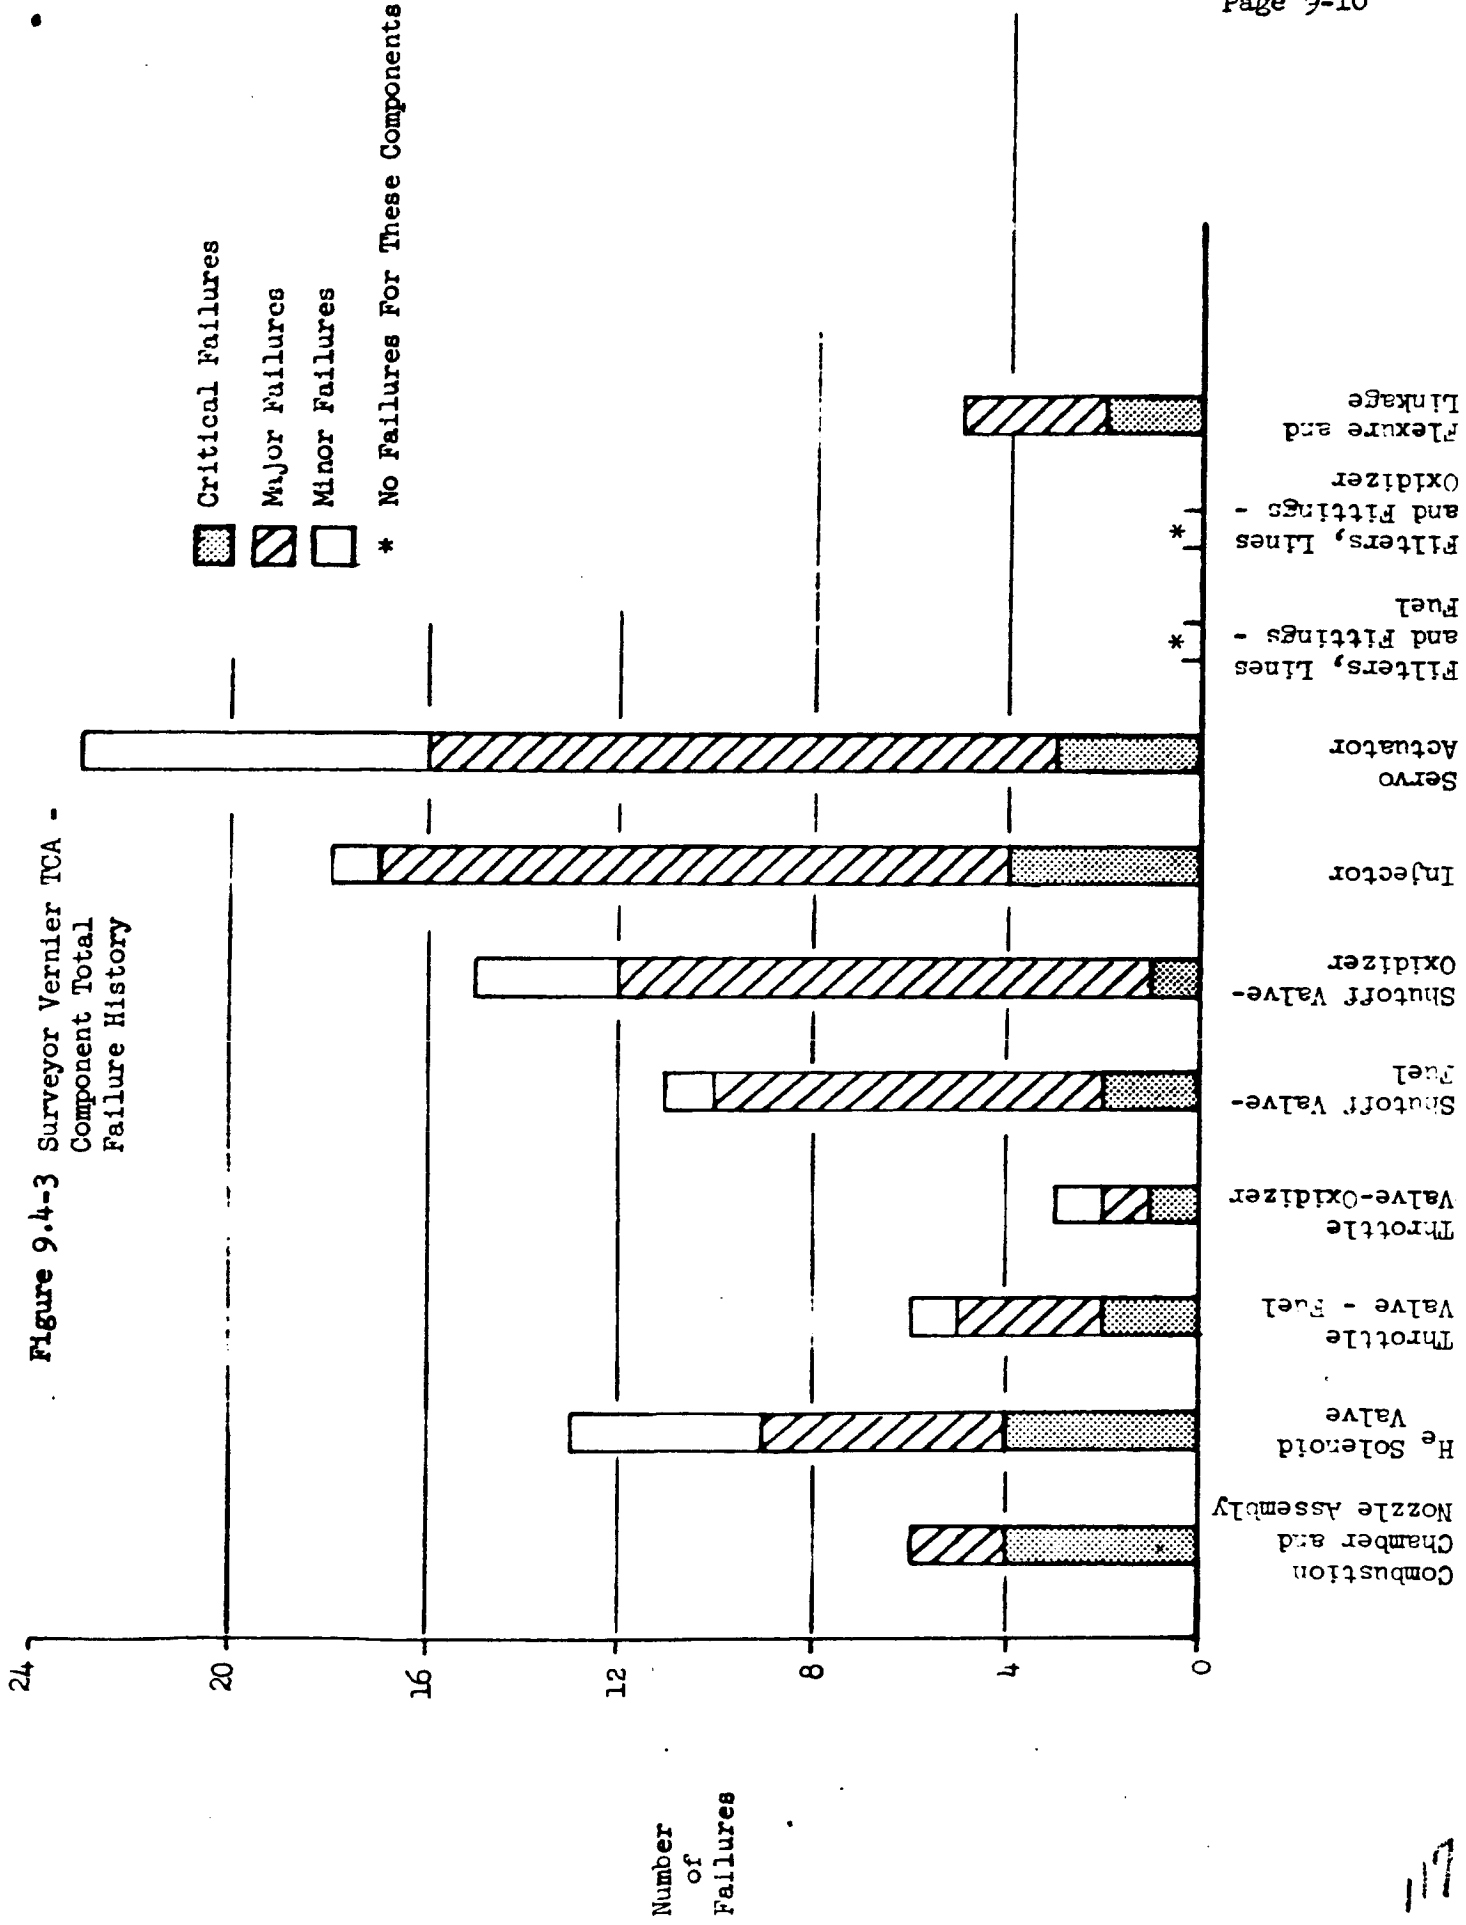 Page 9-10
Figure 9.4-3 Surveyor Vernier TCA -
Component Total
Failure History
Critical Failures
Major Failures
Minor Failures
* No Failures For These Components
Number
of
Failures
24
20
16
12
8
4
0
Combustion
Chamber and
Nozzle Assembly
He Solenoid
Valve
Throttle
Valve - Fuel
Throttle
Valve-Oxidizer
Shutoff Valve-
Fuel
Shutoff Valve-
Oxidizer
Injector
Servo
Actuator
*
Filters, Lines
and Fittings -
Fuel
*
Filters, Lines
and Fittings -
Oxidizer
Flexure and
Linkage
117